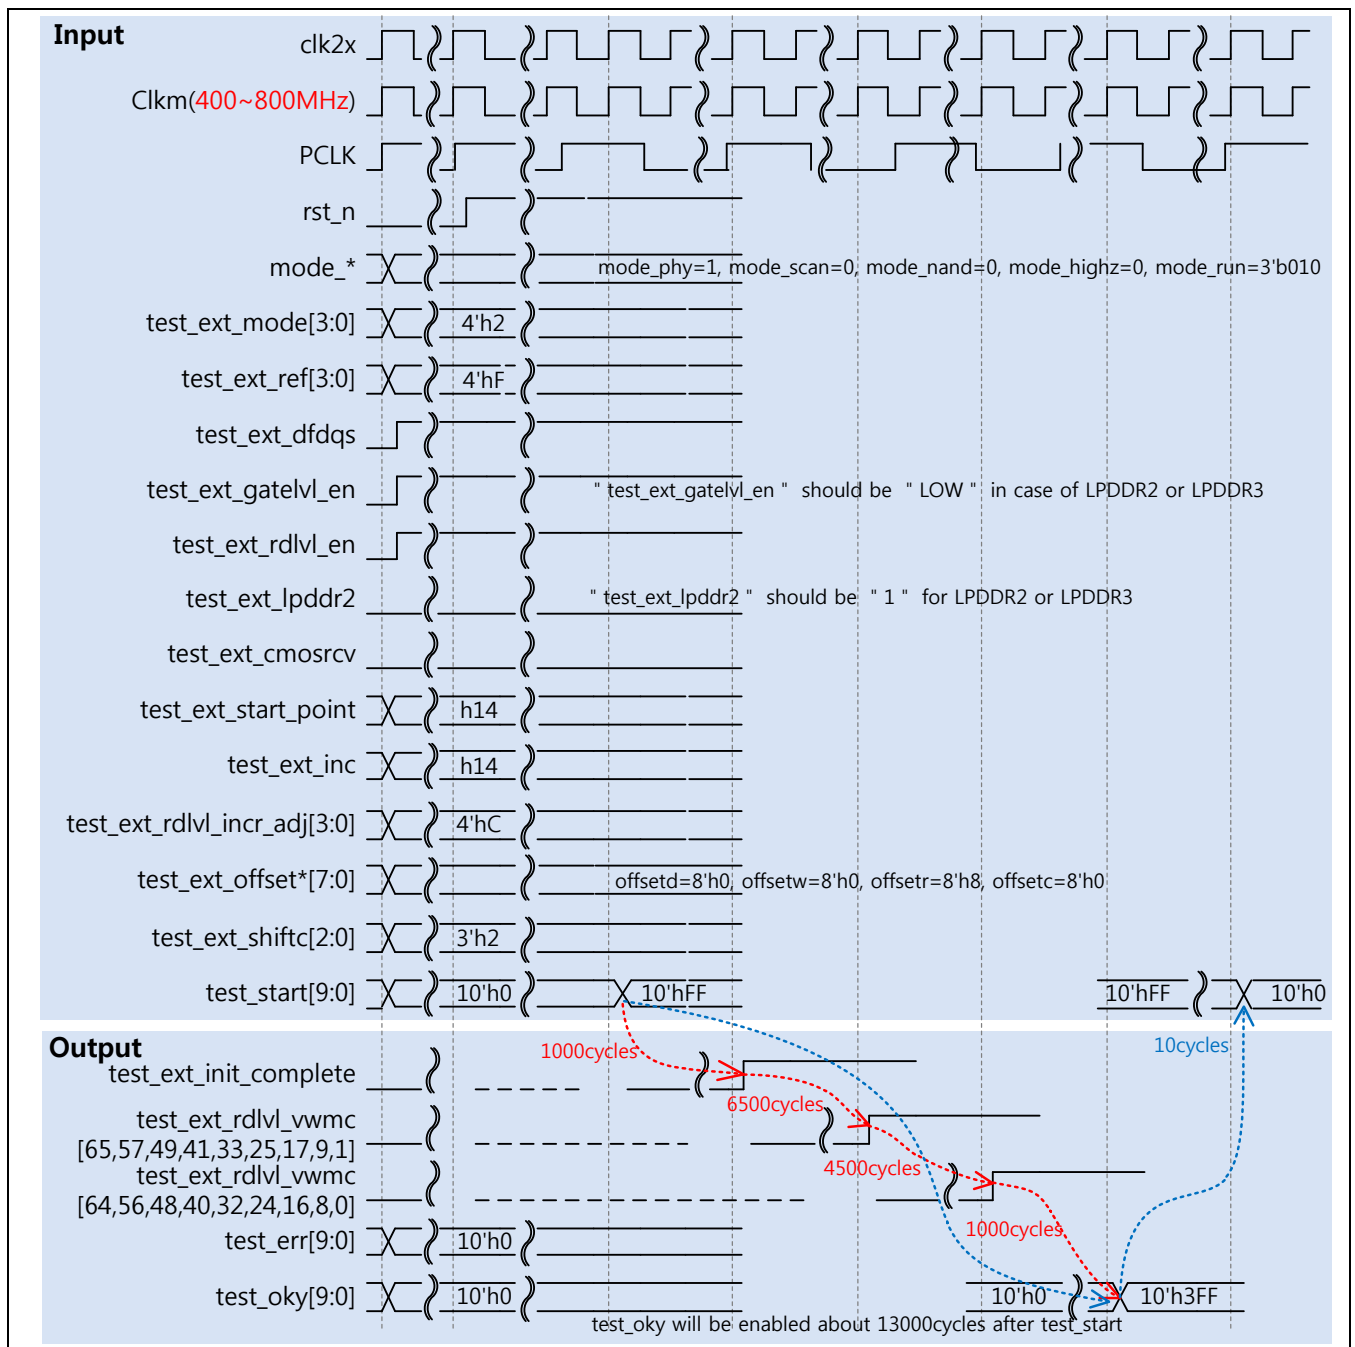 Input
clk2x
Clkm(400~800MHz)
PCLK
rst_n
mode_*
mode_phy=1, mode_scan=0, mode_nand=0, mode_highz=0, mode_run=3'b010
test_ext_mode[3:0] 4'h2
test_ext_ref[3:0] 4'hF
test_ext_dfdqs
test_ext_gatelvl_en
" test_ext_gatelvl_en " should be " LOW " in case of LPDDR2 or LPDDR3
test_ext_rdlvl_en
test_ext_lpddr2
" test_ext_lpddr2 " should be " 1 " for LPDDR2 or LPDDR3
test_ext_cmosrcv
test_ext_start_point h14
test_ext_inc h14
test_ext_rdlvl_incr_adj[3:0] 4'hC
test_ext_offset*[7:0]
offsetd=8'h0, offsetw=8'h0, offsetr=8'h8, offsetc=8'h0
test_ext_shiftc[2:0] 3'h2
test_start[9:0] 10'h0 10'hFF 10'hFF 10'h0
Output
1000cycles
10cycles
test_ext_init_complete
6500cycles
test_ext_rdlvl_vwmc
[65,57,49,41,33,25,17,9,1]
4500cycles
test_ext_rdlvl_vwmc
[64,56,48,40,32,24,16,8,0]
1000cycles
test_err[9:0] 10'h0
test_oky[9:0] 10'h0 10'h0 10'h3FF
test_oky will be enabled about 13000cycles after test_start